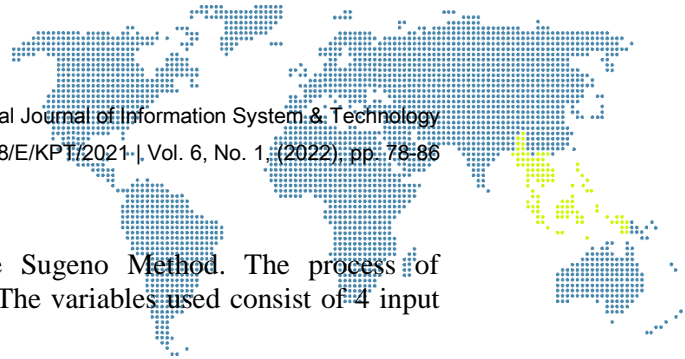 al Journal of Information System & Technology
8/E/KPT/2021 | Vol. 6, No. 1, (2022), pp. 78-86
e Sugeno Method. The process of
The variables used consist of 4 input